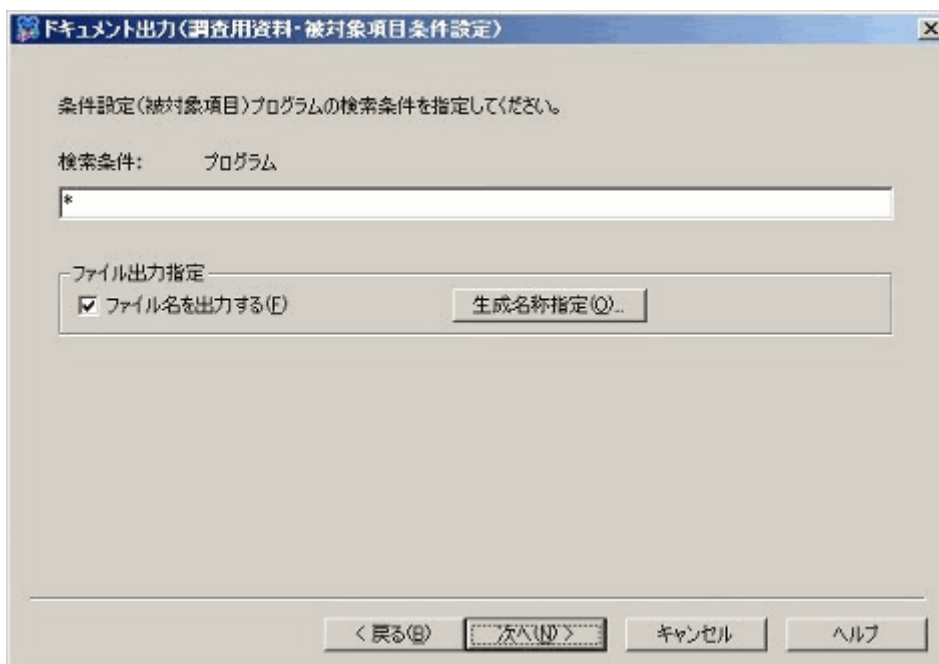 ドキュメント出力(調査用資料・被対象項目条件設定)
条件設定(被対象項目)プログラムの検索条件を指定してください。
検索条件: プログラム
*
ファイル出力指定
ファイル名を出力する(F) 生成名称指定(O)...
< 戻る(B) 次へ(N) > キャンセル ヘルプ